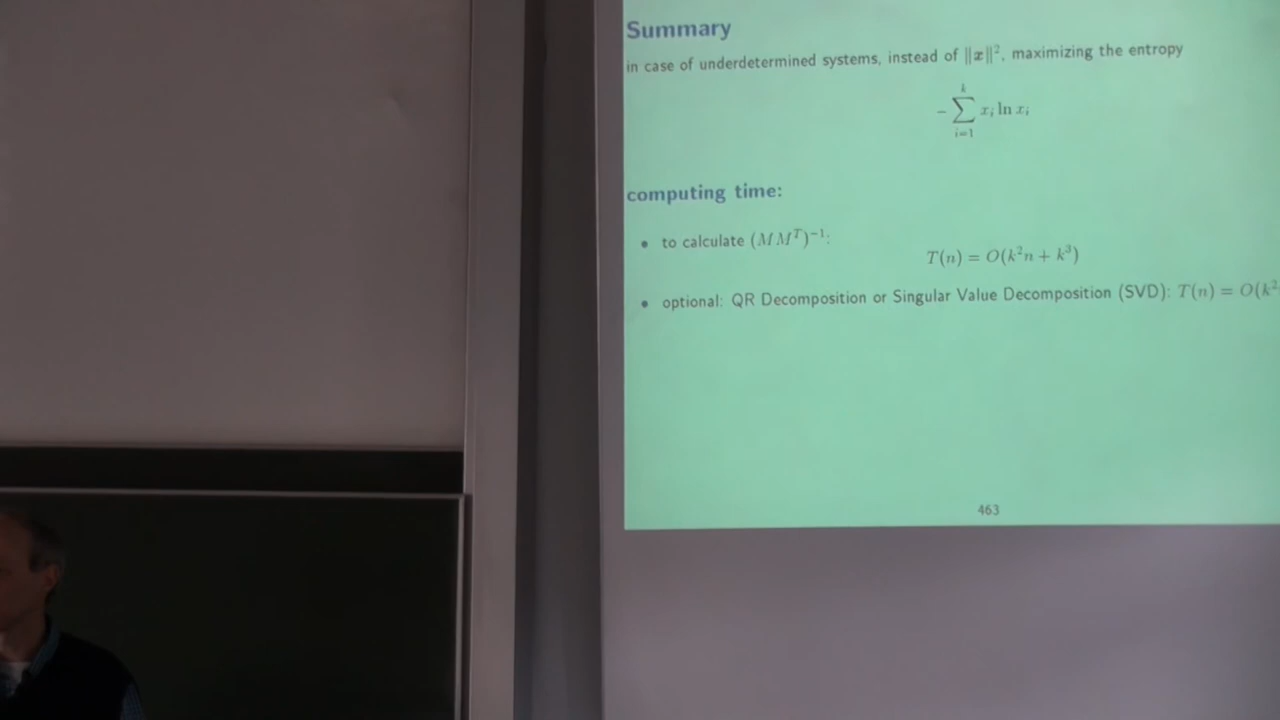 Summary
in case of underdetermined systems, instead of ‖x‖², maximizing the entropy
− ∑_{i=1}^{k} x_i ln x_i
computing time:
• to calculate (MM^T)^{−1}:
T(n) = O(k²n + k³)
• optional: QR Decomposition or Singular Value Decomposition (SVD): T(n) = O(k²
463